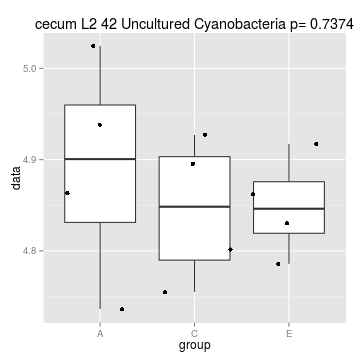 cecum L2 42 Uncultured Cyanobacteria p= 0.7374
5.0
4.9
4.8
data
A C E
group